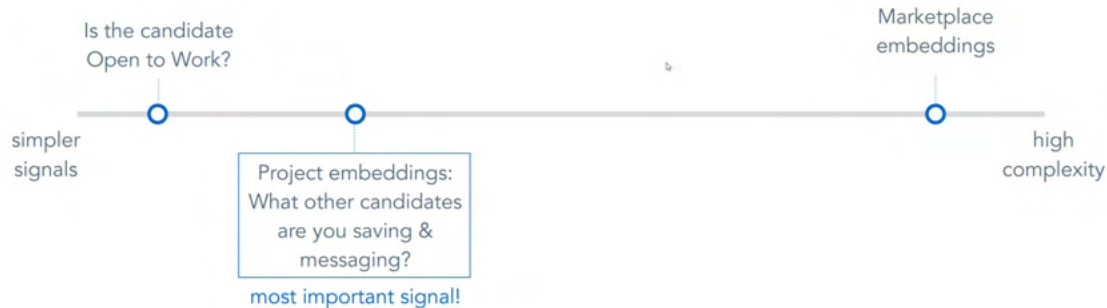 Is the candidate
Open to Work?
Marketplace
embeddings
simpler
signals
high
complexity
Project embeddings:
What other candidates
are you saving &
messaging?
most important signal!